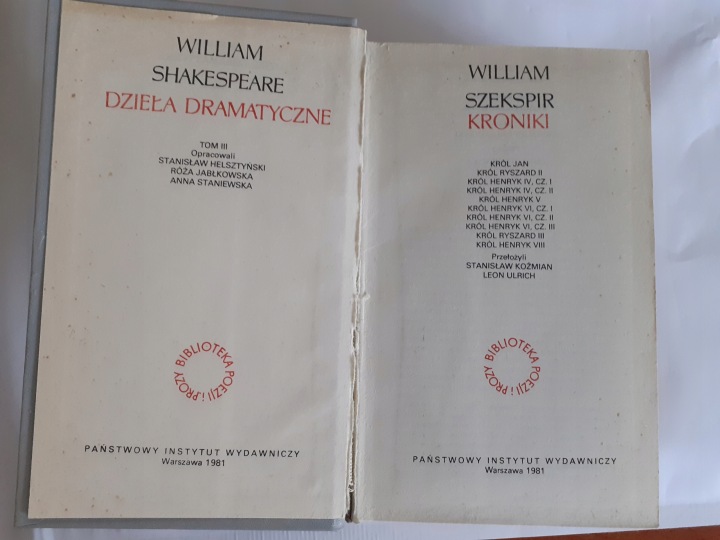 WILLIAM
SHAKESPEARE
DZIEŁA DRAMATYCZNE
TOM III
Opracowali
STANISŁAW HELSZTYŃSKI
RÓŻA JABŁKOWSKA
ANNA STANIEWSKA
BIBLIOTEKA POEZJI i PROZY
PAŃSTWOWY INSTYTUT WYDAWNICZY
Warszawa 1981
WILLIAM
SZEKSPIR
KRONIKI
KRÓL JAN
KRÓL RYSZARD II
KRÓL HENRYK IV, CZ. I
KRÓL HENRYK IV, CZ. II
KRÓL HENRYK V
KRÓL HENRYK VI, CZ. I
KRÓL HENRYK VI, CZ. II
KRÓL HENRYK VI, CZ. III
KRÓL RYSZARD III
KRÓL HENRYK VIII
Przełożyli
STANISŁAW KOŹMIAN
LEON ULRICH
BIBLIOTEKA POEZJI i PROZY
PAŃSTWOWY INSTYTUT WYDAWNICZY
Warszawa 1981